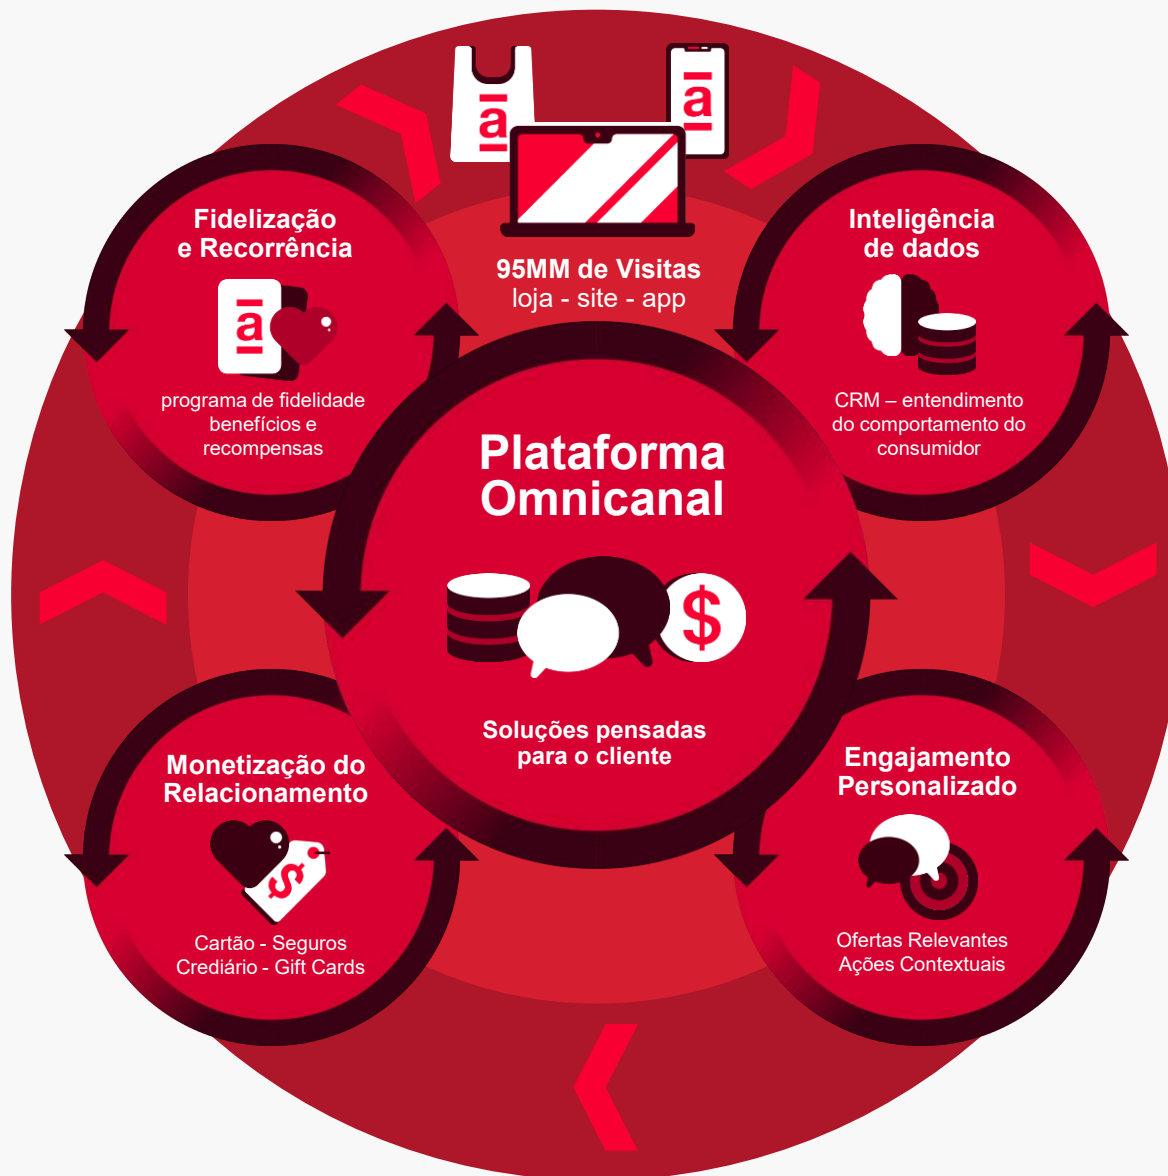 a
a
95MM de Visitas
loja - site - app
Fidelização
e Recorrência
a
programa de fidelidade
benefícios e
recompensas
Inteligência
de dados
CRM – entendimento
do comportamento do
consumidor
Plataforma
Omnicanal
$
Soluções pensadas
para o cliente
Monetização do
Relacionamento
$
Cartão - Seguros
Crediário - Gift Cards
Engajamento
Personalizado
Ofertas Relevantes
Ações Contextuais